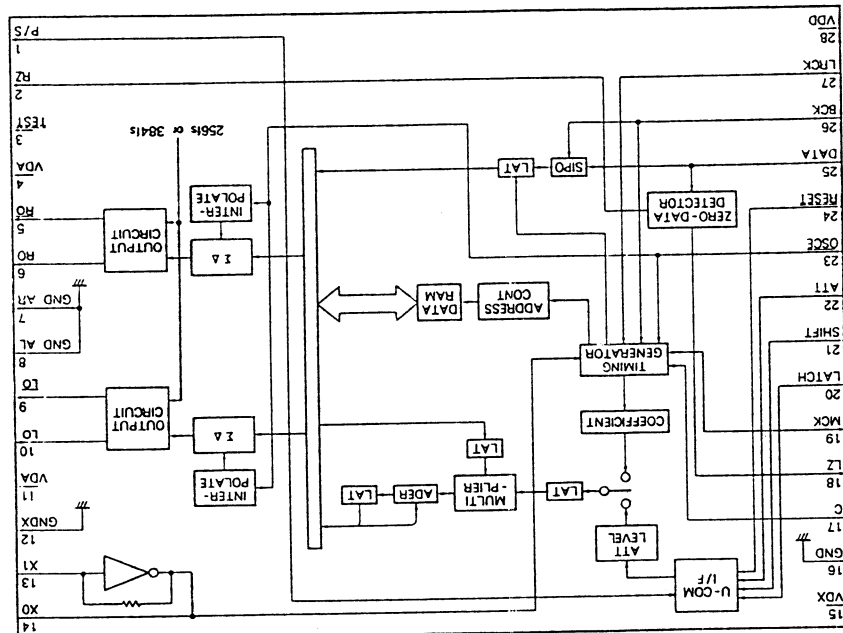 15
VDX
16
GND
17
C
18
LZ
19
MCK
20
LATCH
21
SHIFT
22
ATT
23
OSCE
24
RESET
25
DATA
26
BCK
27
LRCK
28
VDD
U-COM
I/F
ATT
LEVEL
COEFFICIENT
TIMING
GENERATOR
ZERO-DATA
DETECTOR
LAT
MULTI
-PLIER
ADER
LAT
LAT
ADDRESS
CONT
DATA
RAM
SIPO
LAT
INTER-
POLATE
Σ Δ
OUTPUT
CIRCUIT
Σ Δ
INTER-
POLATE
OUTPUT
CIRCUIT
256fs or 384fs
14
XO
13
X1
12
GNDX
11
VDA
10
LO
9
LO
8
GND AL
7
GND AR
6
RO
5
RO
4
VDA
3
TEST
2
RZ
1
P/S